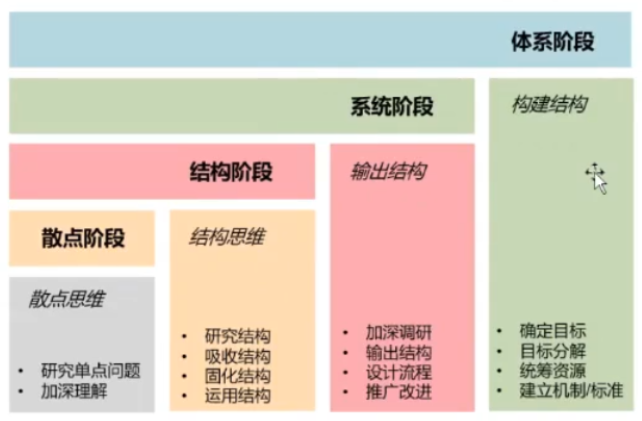 体系阶段
系统阶段
构建结构
结构阶段
输出结构
散点阶段
结构思维
散点思维
• 研究单点问题
• 加深理解
• 研究结构
• 吸收结构
• 固化结构
• 运用结构
• 加深调研
• 输出结构
• 设计流程
• 推广改进
• 确定目标
• 目标分解
• 统筹资源
• 建立机制/标准